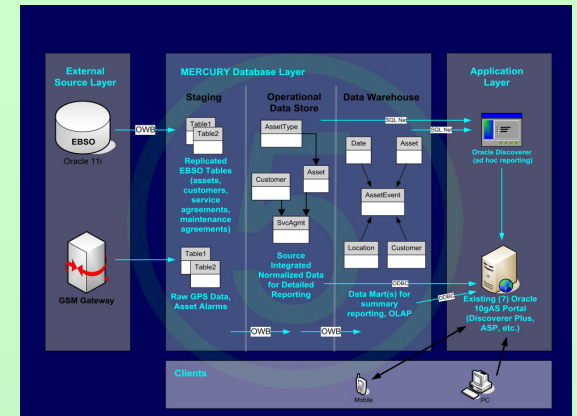 External
Source Layer
EBSO
Oracle 11i
GSM Gateway
OWB
MERCURY Database Layer
Staging
Table1
Table2
Replicated
EBSO Tables
(assets,
customers,
service
agreements,
maintenance
agreements)
Table1
Table2
Raw GPS Data,
Asset Alarms
OWB
OWB
Operational
Data Store
AssetType
Customer
Asset
SvcAgmt
Source
Integrated
Normalized Data
for Detailed
Reporting
Data Warehouse
Date
Asset
AssetEvent
Location
Customer
Data Mart(s) for
summary
reporting, OLAP
SQL Net
SQL Net
ODBC
ODBC
Application
Layer
Oracle Discoverer
(ad hoc reporting)
Existing (?) Oracle
10gAS Portal
(Discoverer Plus,
ASP, etc.)
Clients
Mobile
PC